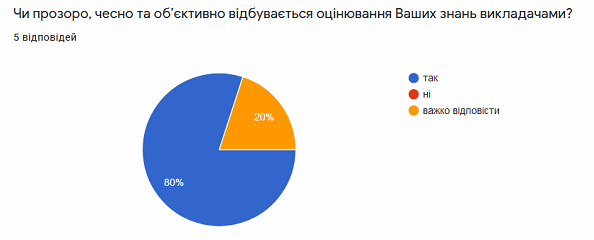 Чи прозоро, чесно та об’єктивно відбувається оцінювання Ваших знань викладачами?
5 відповідей
20%
80%
так
ні
важко відповісти